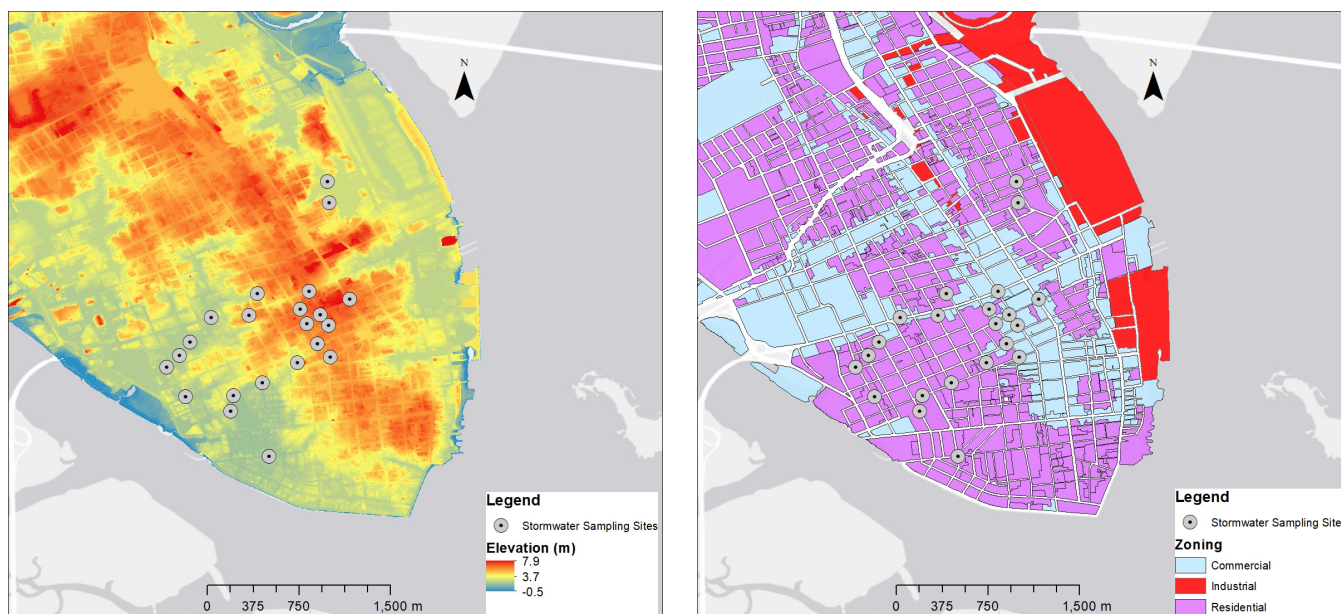 N
Legend
Stormwater Sampling Sites
Elevation (m)
7.9
3.7
-0.5
0 375 750 1,500 m
N
Legend
Stormwater Sampling Site
Zoning
Commercial
Industrial
Residential
0 375 750 1,500 m